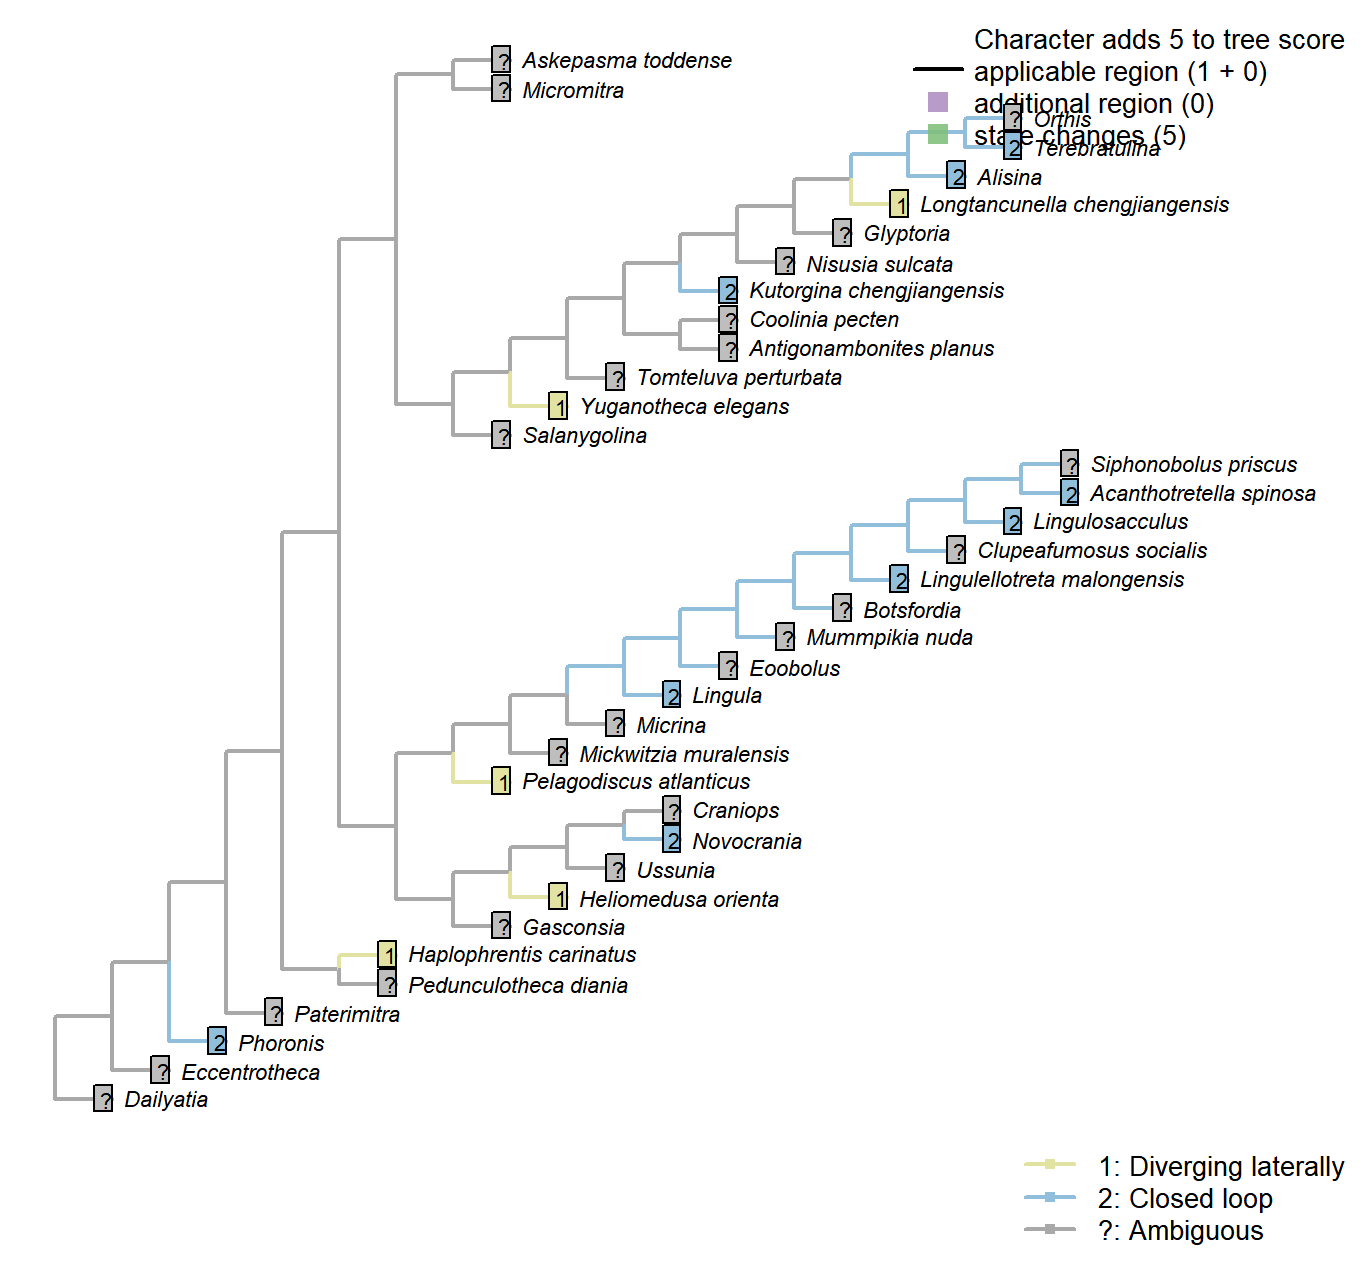 Character adds 5 to tree score
applicable region (1 + 0)
additional region (0)
state changes (5)
? Askepasma toddense
? Micromitra
? Orthis
2 Terebratulina
2 Alisina
1 Longtancunella chengjiangensis
? Glyptoria
? Nisusia sulcata
2 Kutorgina chengjiangensis
? Coolinia pecten
? Antigonambonites planus
? Tomteluva perturbata
1 Yuganotheca elegans
? Salanygolina
? Siphonobolus priscus
2 Acanthotretella spinosa
2 Lingulosacculus
? Clupeafumosus socialis
2 Lingulellotreta malongensis
? Botsfordia
? Mummpikia nuda
? Eoobolus
2 Lingula
? Micrina
? Mickwitzia muralensis
1 Pelagodiscus atlanticus
? Craniops
2 Novocrania
? Ussunia
1 Heliomedusa orienta
? Gasconsia
1 Haplophrentis carinatus
? Pedunculotheca diania
? Paterimitra
2 Phoronis
? Eccentrotheca
? Dailyatia
1: Diverging laterally
2: Closed loop
?: Ambiguous